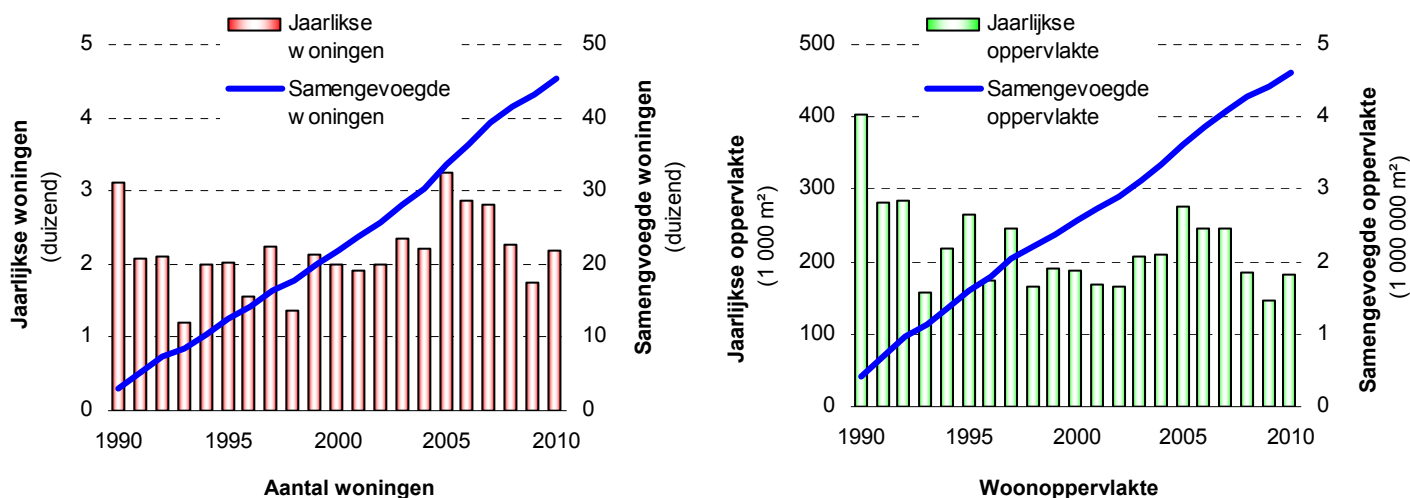 Jaarlikse
woningen
Samengevoegde
woningen
5
4
3
2
1
0
50
40
30
20
10
0
Jaarlijkse woningen
(duizend)
Samengvoegde woningen
(duizend)
1990
1995
2000
2005
2010
Aantal woningen
Jaarlijkse
oppervlakte
Samengevoegde
oppervlakte
500
400
300
200
100
0
5
4
3
2
1
0
Jaarlijkse oppervlakte
(1 000 m²)
Samengevoegde oppervlakte
(1 000 000 m²)
1990
1995
2000
2005
2010
Woonoppervlakte